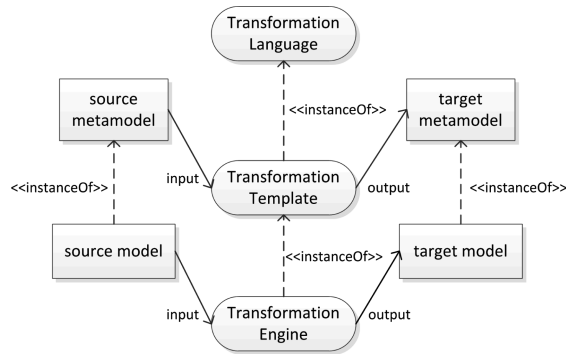 Transformation
Language
source
metamodel
<<instanceOf>>
target
metamodel
<<instanceOf>>
input
Transformation
Template
output
<<instanceOf>>
source model
<<instanceOf>>
target model
input
Transformation
Engine
output